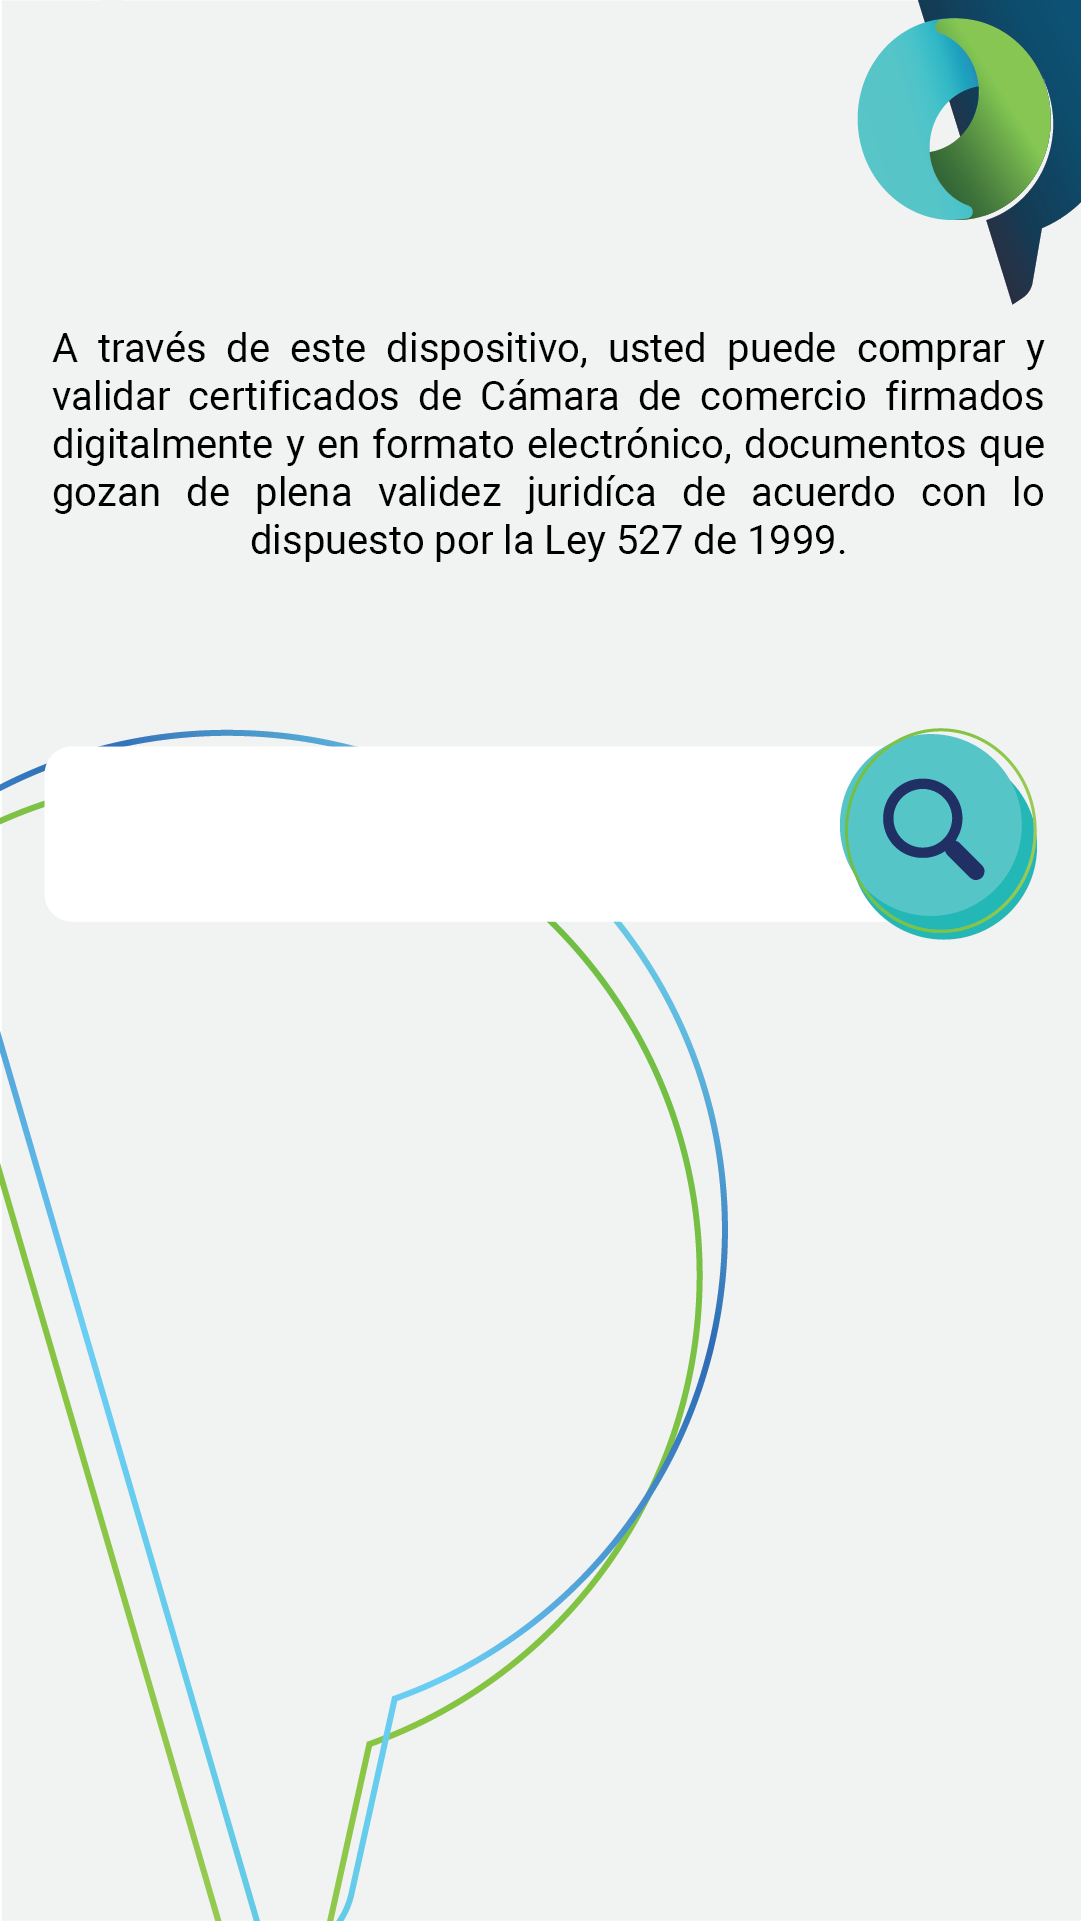 A través de este dispositivo, usted puede comprar y
validar certificados de Cámara de comercio firmados
digitalmente y en formato electrónico, documentos que
gozan de plena validez juridíca de acuerdo con lo
dispuesto por la Ley 527 de 1999.